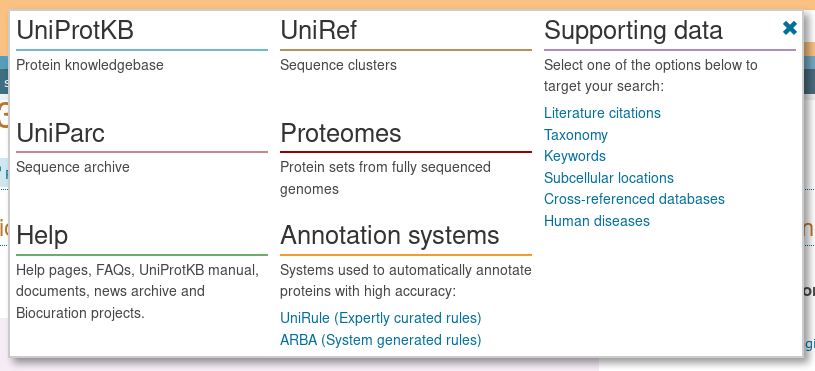 UniProtKB
Protein knowledgebase
UniRef
Sequence clusters
Supporting data
Select one of the options below to
target your search:
Literature citations
Taxonomy
Keywords
Subcellular locations
Cross-referenced databases
Human diseases
UniParc
Sequence archive
Proteomes
Protein sets from fully sequenced
genomes
Help
Help pages, FAQs, UniProtKB manual,
documents, news archive and
Biocuration projects.
Annotation systems
Systems used to automatically annotate
proteins with high accuracy:
UniRule (Expertly curated rules)
ARBA (System generated rules)